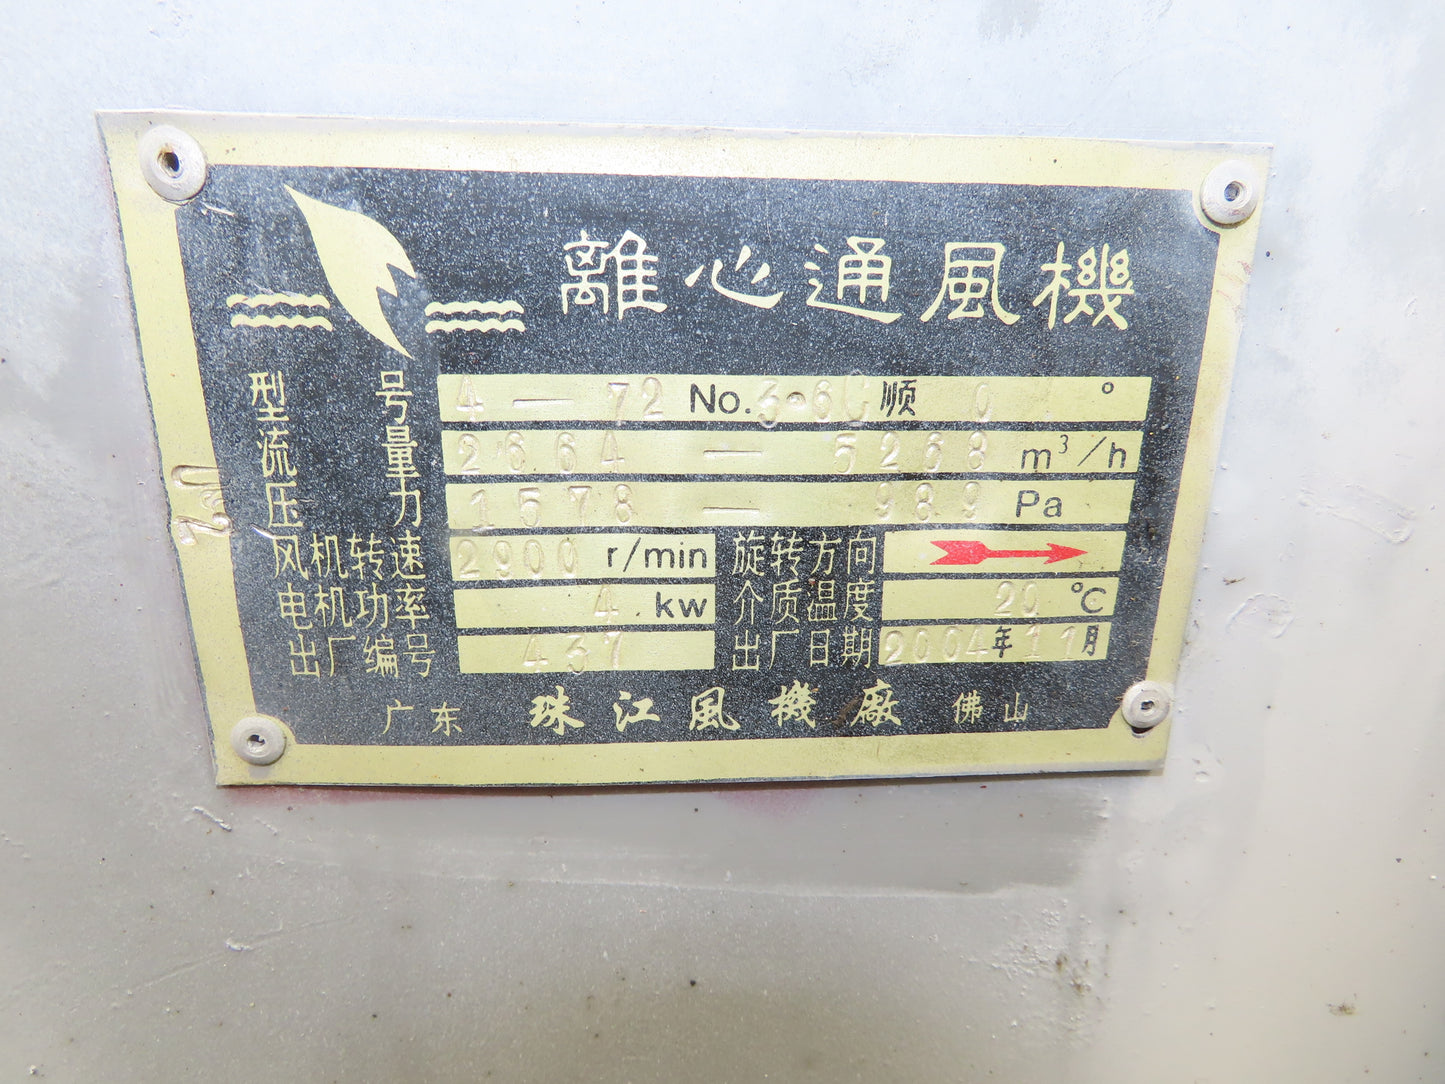 離心通風機
型号 4—72 No.3·6C 顺 0°
流量 2664—5268 m³/h
压力 1578—989 Pa
风机转速 2900 r/min 旋转方向
电机功率 4 kw 介质温度 20 ℃
出厂编号 437 出厂日期 2004年11月
广东 珠江風機廠 佛山